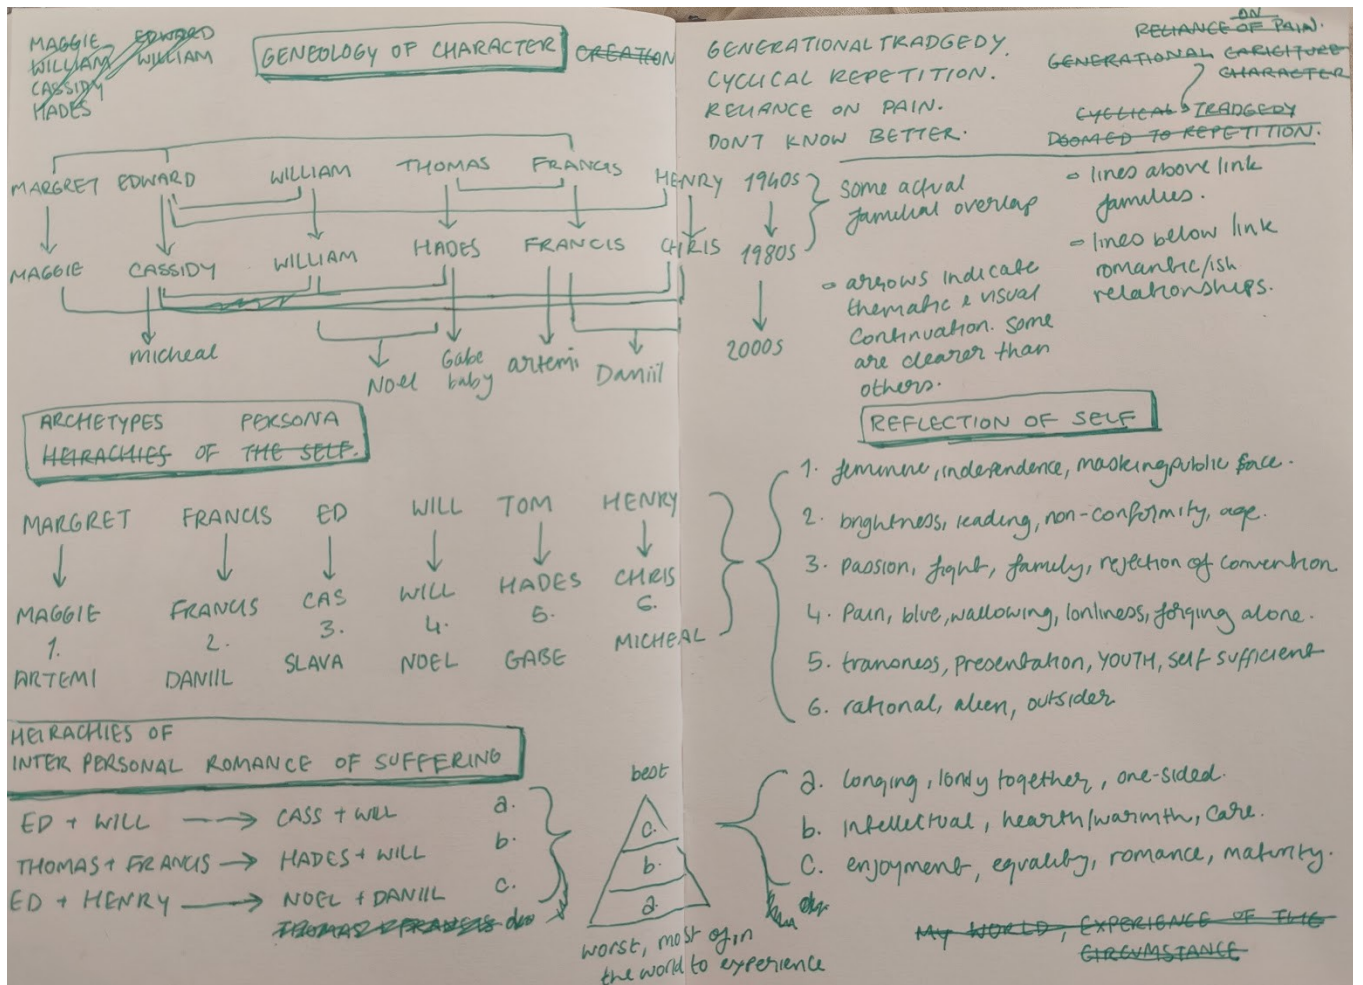 MAGGIE EDWARD
WILLIAM WILLIAM
CASSIDY
HADES
GENEOLOGY OF CHARACTER CREATION
MARGRET EDWARD WILLIAM THOMAS FRANCIS HENRY 1940s
MAGGIE CASSIDY WILLIAM HADES FRANCIS CHRIS 1980s
micheal
Noel
Gabe
baby
artemi
Daniil
2000s
GENERATIONAL TRADGEDY.
CYCLICAL REPETITION.
RELIANCE ON PAIN.
DONT KNOW BETTER.
ON
RELIANCE OF PAIN.
GENERATIONAL CARICITURE
CHARACTER
CYCLICAL TRADGEDY
DOOMED TO REPETITION.
some actual
familial overlap
arrows indicate
thematic & visual
continuation. Some
are clearer than
others.
lines above link
families.
lines below link
romantic/ish
relationships.
ARCHETYPES PERSONA
HEIRACHIES OF THE SELF.
MARGRET FRANCIS ED WILL TOM HENRY
MAGGIE FRANCIS CAS WILL HADES CHRIS
1. 2. 3. 4. 5. 6.
ARTEMI DANIIL SLAVA NOEL GABE MICHEAL
REFLECTION OF SELF
1. feminine, independence, masking public face.
2. brightness, leading, non-conformity, age.
3. passion, fight, family, rejection of convention
4. Pain, blue, wallowing, lonliness, forging alone.
5. transness, presentation, YOUTH, self sufficient
6. rational, alien, outsider
HEIRACHIES OF
INTER PERSONAL ROMANCE OF SUFFERING
ED + WILL → CASS + WILL a.
THOMAS + FRANCIS → HADES + WILL b.
ED + HENRY → NOEL + DANIIL c.
THOMAS & FRANCIS
best
c.
b.
a.
worst, most of, in
the world to experience
a. longing, lonely together, one-sided.
b. intellectual, hearth/warmth, care.
c. enjoyment, equality, romance, maturity.
MY WORLD, EXPERIENCE OF THE
CIRCUMSTANCE